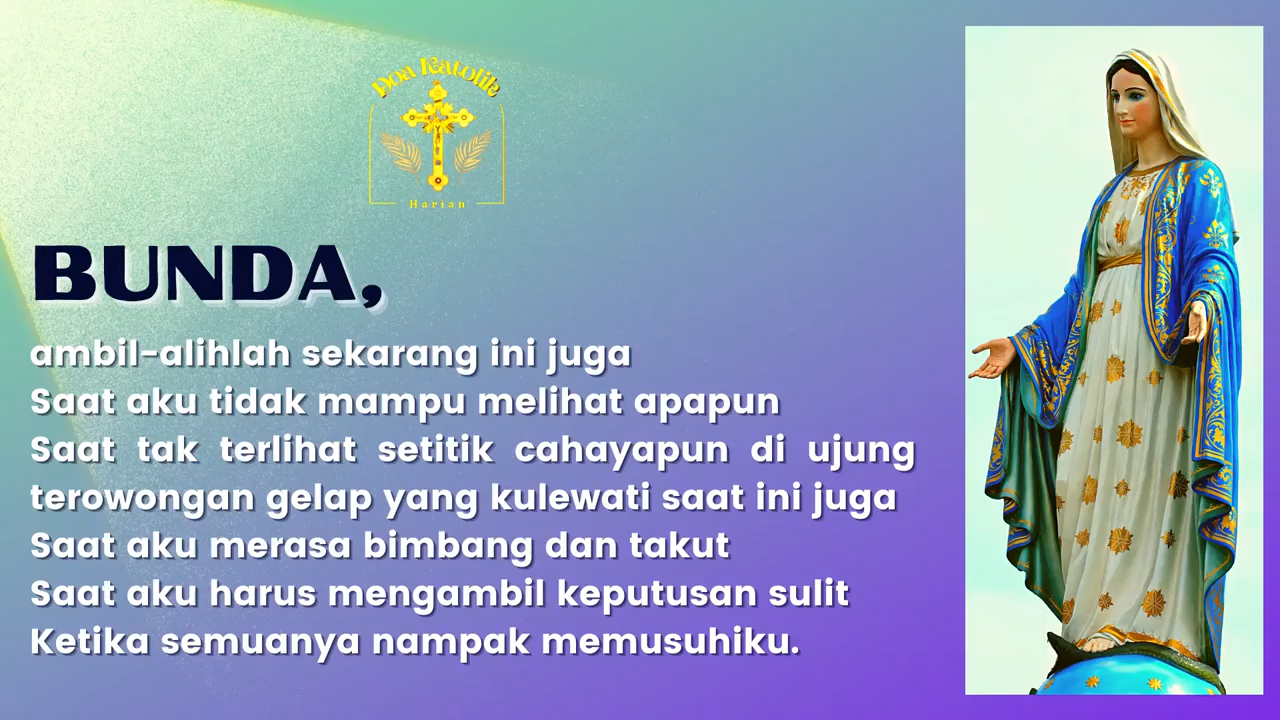 Doa Katolik
Harian
BUNDA,
ambil-alihlah sekarang ini juga
Saat aku tidak mampu melihat apapun
Saat tak terlihat setitik cahayapun di ujung
terowongan gelap yang kulewati saat ini juga
Saat aku merasa bimbang dan takut
Saat aku harus mengambil keputusan sulit
Ketika semuanya nampak memusuhiku.